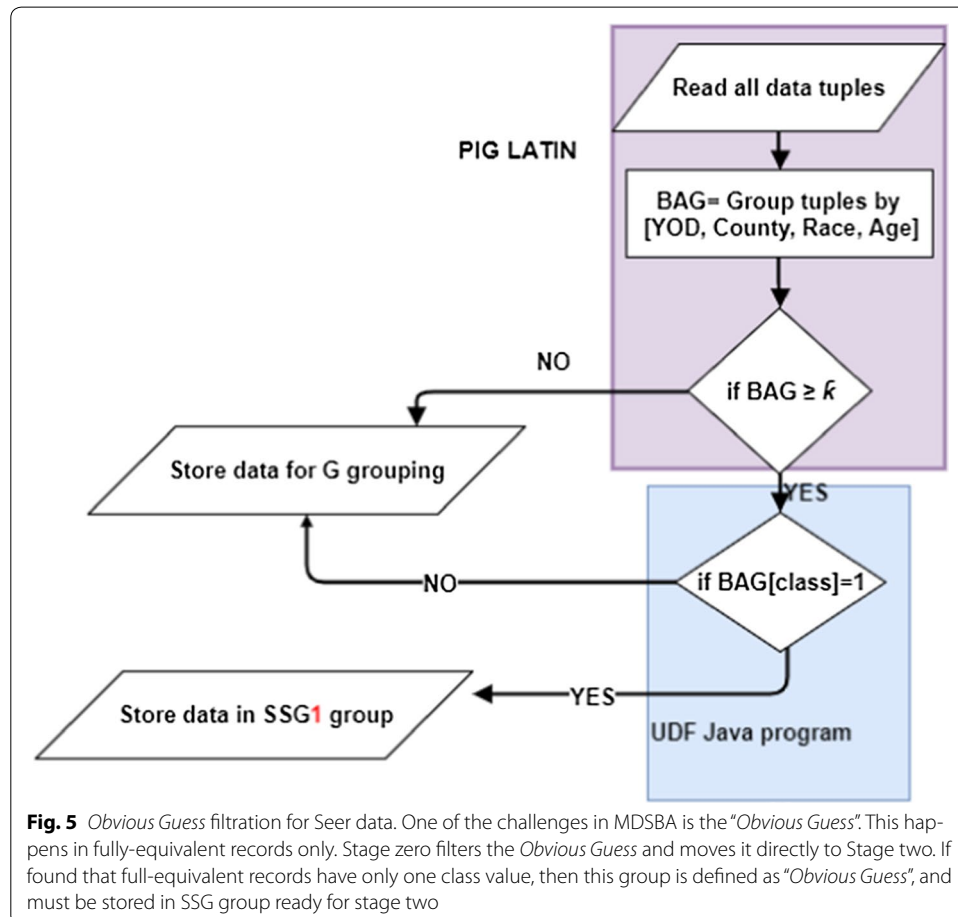 Read all data tuples
PIG LATIN
BAG= Group tuples by
[YOD, County, Race, Age]
NO
if BAG ≥ k
Store data for G grouping
YES
NO
if BAG[class]=1
YES
Store data in SSG1 group
UDF Java program
Fig. 5 Obvious Guess filtration for Seer data. One of the challenges in MDSBA is the “Obvious Guess”. This hap-
pens in fully-equivalent records only. Stage zero filters the Obvious Guess and moves it directly to Stage two. If
found that full-equivalent records have only one class value, then this group is defined as “Obvious Guess”, and
must be stored in SSG group ready for stage two